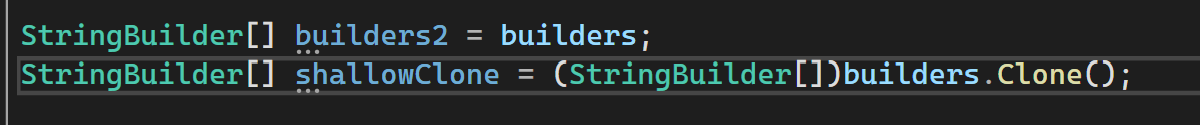 StringBuilder[] builders2 = builders;
StringBuilder[] shallowClone = (StringBuilder[])builders.Clone();